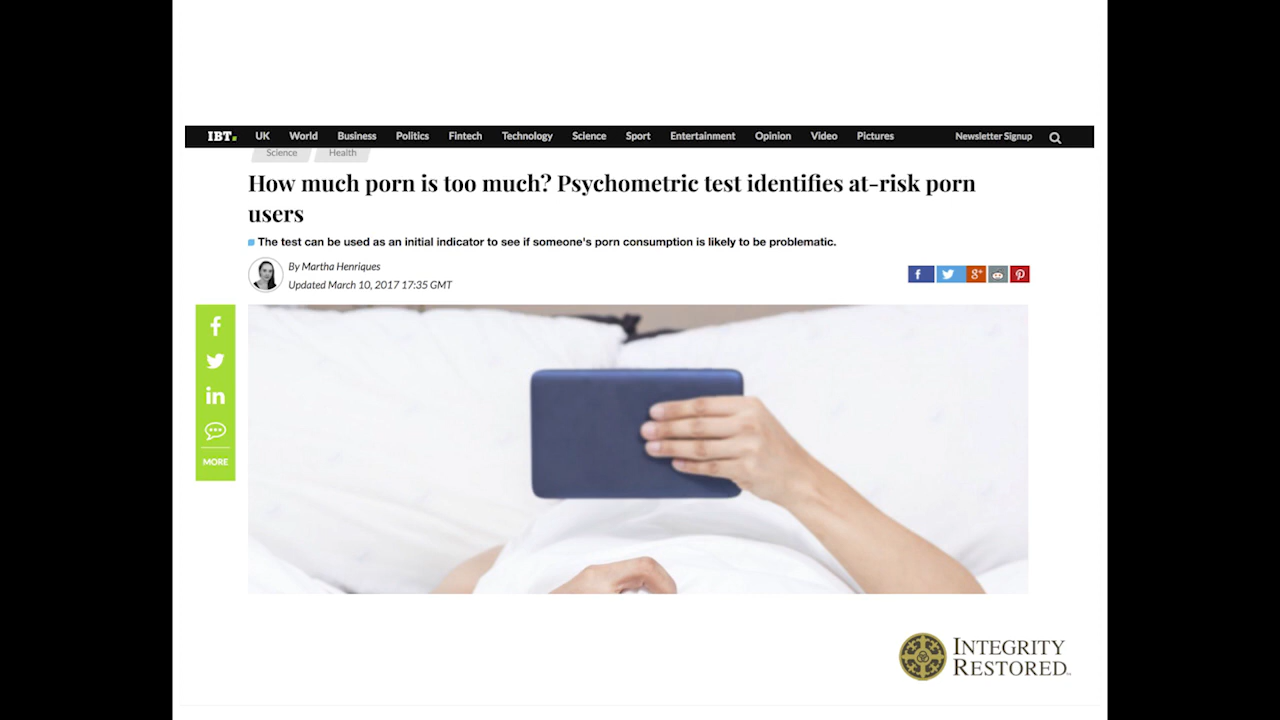 IBT. UK World Business Politics Fintech Technology Science Sport Entertainment Opinion Video Pictures Newsletter Signup
Science Health
How much porn is too much? Psychometric test identifies at-risk porn
users
The test can be used as an initial indicator to see if someone's porn consumption is likely to be problematic.
By Martha Henriques
Updated March 10, 2017 17:35 GMT
f g+
f
in
MORE
INTEGRITY
RESTORED™